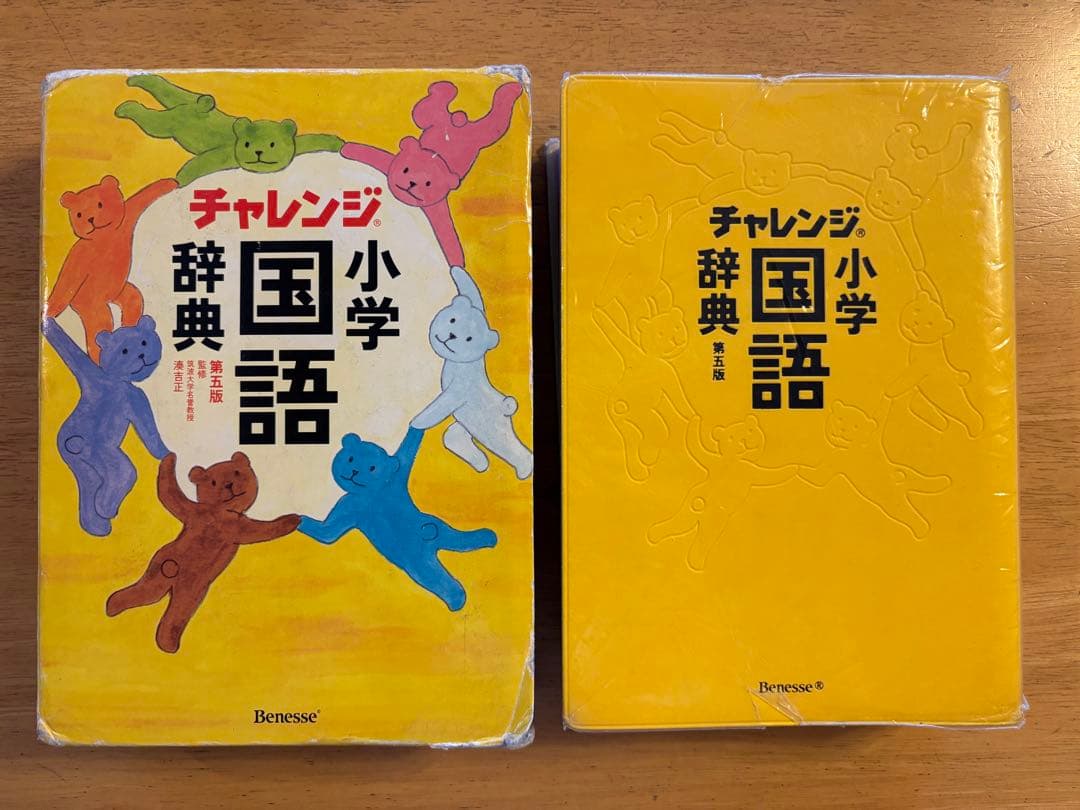 チャレンジ®
小学
国語
辞典
第五版
監修
筑波大学名誉教授
湊吉正
Benesse®
チャレンジ®
小学
国語
辞典
第五版
Benesse®